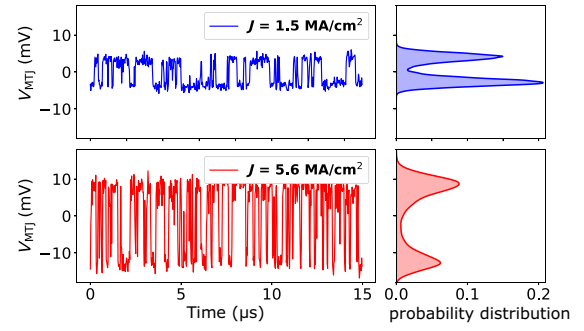 J = 1.5 MA/cm²
V_MTJ (mV)
10
0
−10
J = 5.6 MA/cm²
V_MTJ (mV)
10
0
−10
0
5
10
15
0.0
0.1
0.2
Time (μs)
probability distribution